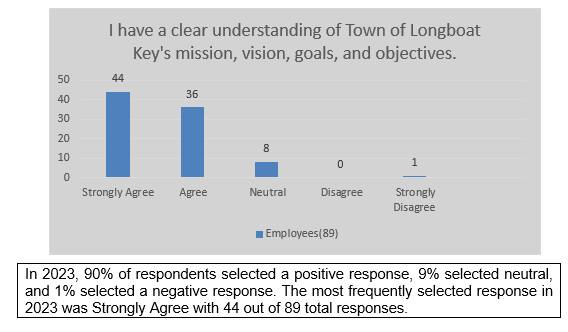 I have a clear understanding of Town of Longboat
Key's mission, vision, goals, and objectives.
50
40
30
20
10
0
44
36
8
0
1
Strongly Agree
Agree
Neutral
Disagree
Strongly
Disagree
Employees(89)
In 2023, 90% of respondents selected a positive response, 9% selected neutral,
and 1% selected a negative response. The most frequently selected response in
2023 was Strongly Agree with 44 out of 89 total responses.